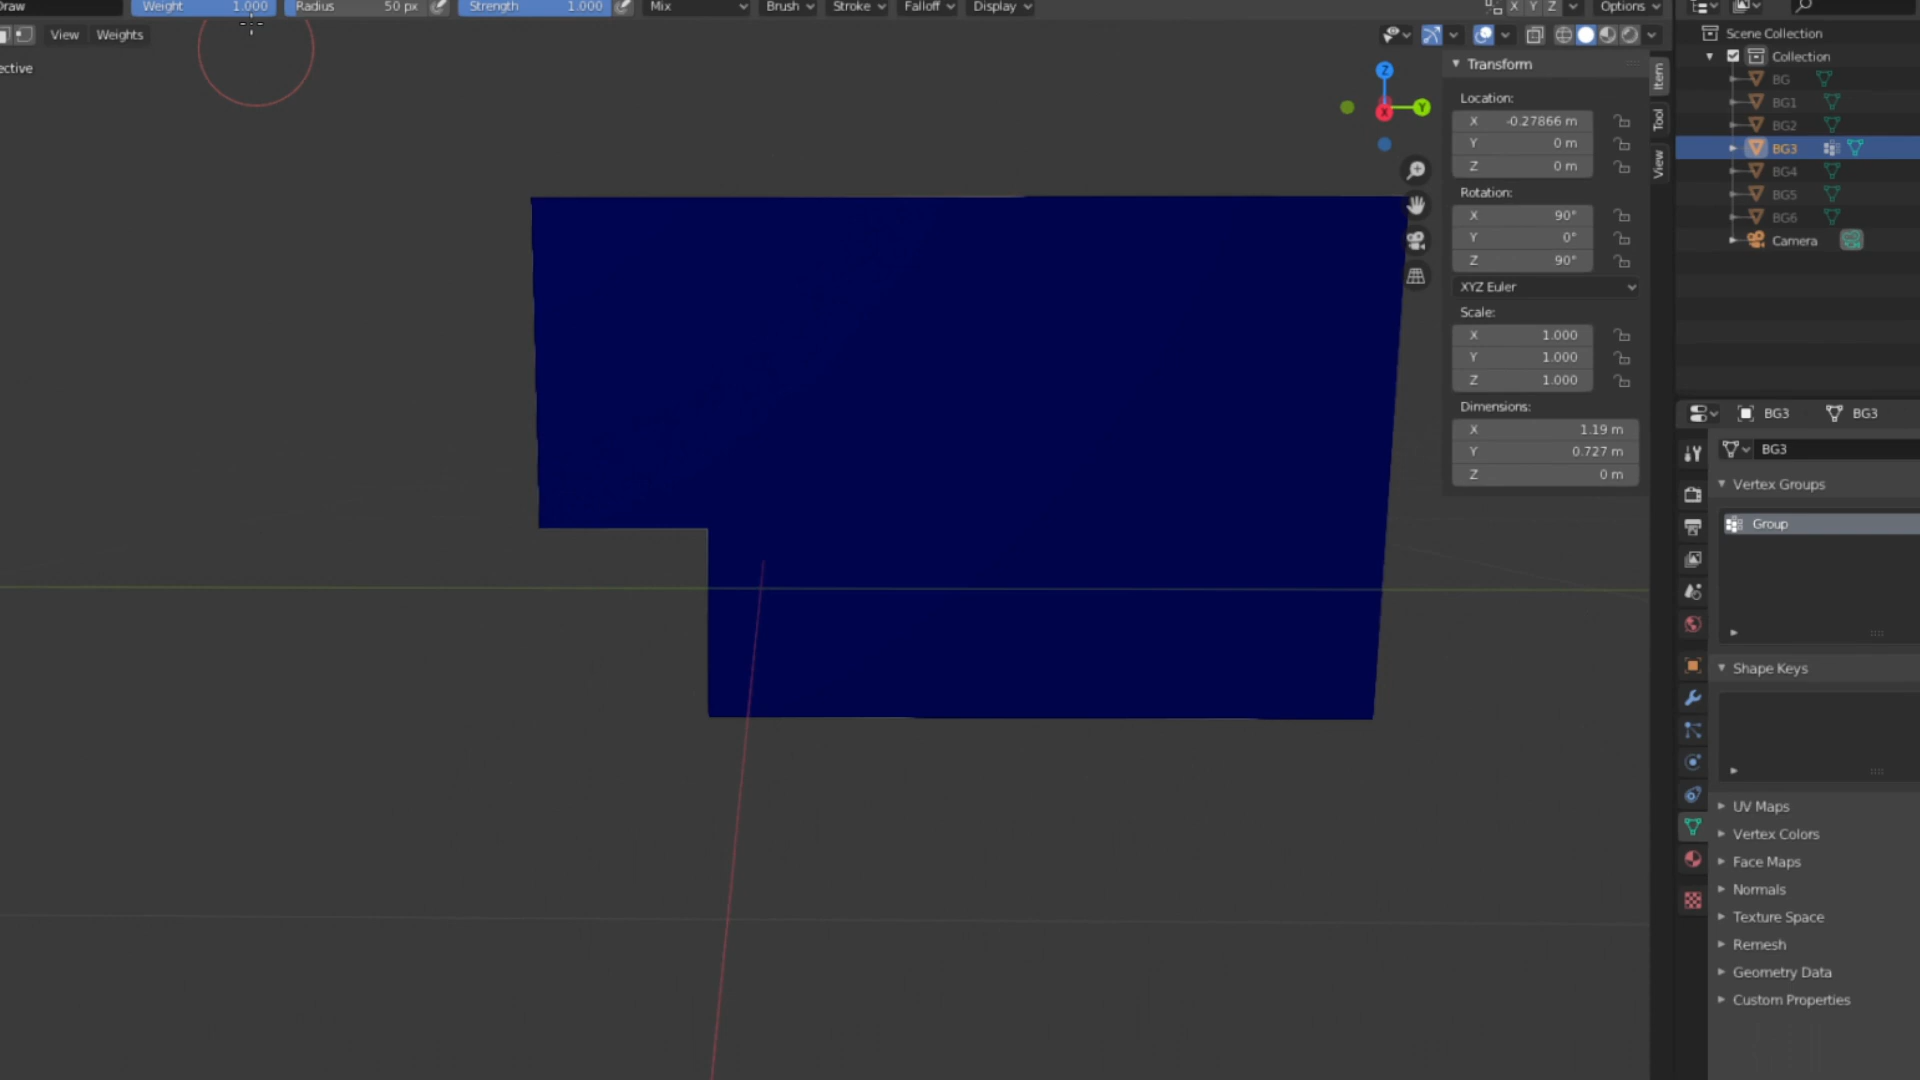 Draw Weight 1.000 Radius 50 px Strength 1.000 Mix Brush Stroke Falloff Display X Y Z Options
View Weights
ective
Z
Y
X
Transform
Location:
X -0.27866 m
Y 0 m
Z 0 m
Rotation:
X 90°
Y 0°
Z 90°
XYZ Euler
Scale:
X 1.000
Y 1.000
Z 1.000
Dimensions:
X 1.19 m
Y 0.727 m
Z 0 m
Item
Tool
View
Scene Collection
Collection
BG
BG1
BG2
BG3
BG4
BG5
BG6
Camera
BG3 BG3
BG3
Vertex Groups
Group
Shape Keys
UV Maps
Vertex Colors
Face Maps
Normals
Texture Space
Remesh
Geometry Data
Custom Properties